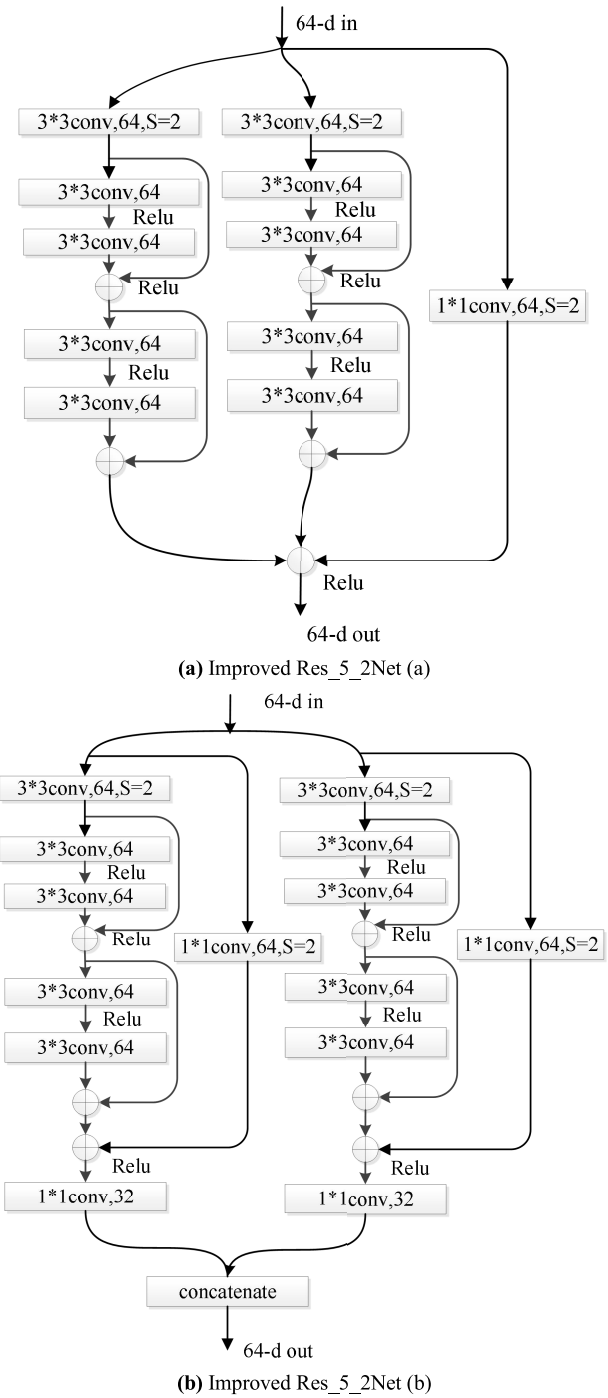 64-d in
3*3conv,64,S=2
3*3conv,64,S=2
3*3conv,64
3*3conv,64
Relu
Relu
3*3conv,64
3*3conv,64
Relu
Relu
1*1conv,64,S=2
3*3conv,64
3*3conv,64
Relu
Relu
3*3conv,64
3*3conv,64
Relu
64-d out
(a) Improved Res_5_2Net (a)
64-d in
3*3conv,64,S=2
3*3conv,64,S=2
3*3conv,64
3*3conv,64
Relu
Relu
3*3conv,64
3*3conv,64
Relu
Relu
1*1conv,64,S=2
1*1conv,64,S=2
3*3conv,64
3*3conv,64
Relu
Relu
3*3conv,64
3*3conv,64
Relu
Relu
1*1conv,32
1*1conv,32
concatenate
64-d out
(b) Improved Res_5_2Net (b)